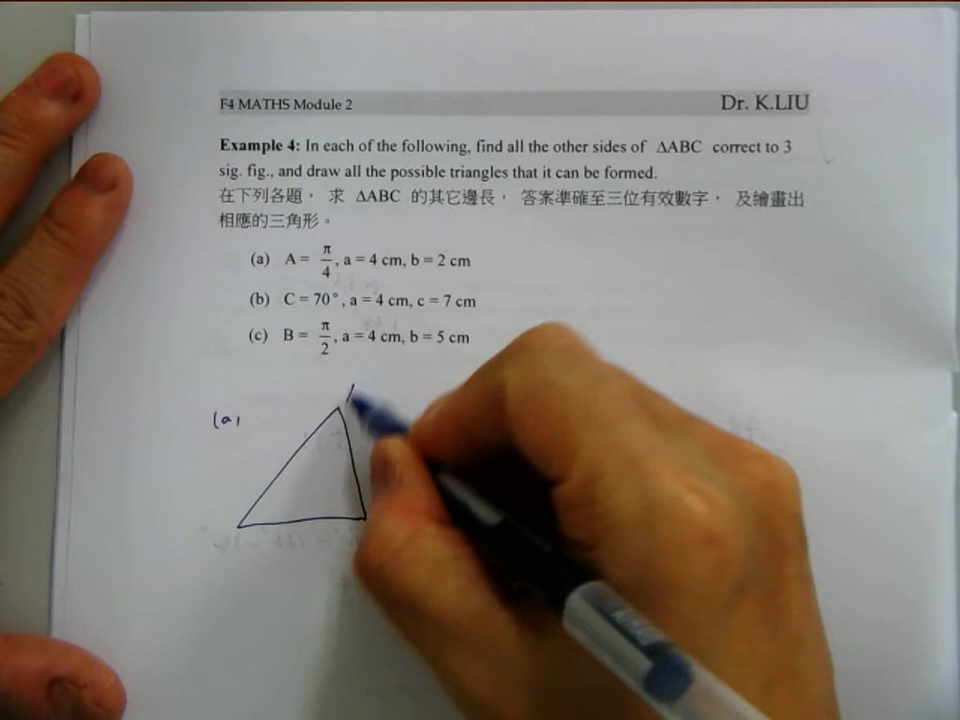 F4 MATHS Module 2 Dr. K.LIU
Example 4: In each of the following, find all the other sides of ΔABC correct to 3
sig. fig., and draw all the possible triangles that it can be formed.
在下列各題， 求 ΔABC 的其它邊長， 答案準確至三位有效數字， 及繪畫出
相應的三角形。
(a) A = π/4, a = 4 cm, b = 2 cm
(b) C = 70°, a = 4 cm, c = 7 cm
(c) B = π/2, a = 4 cm, b = 5 cm
(a)